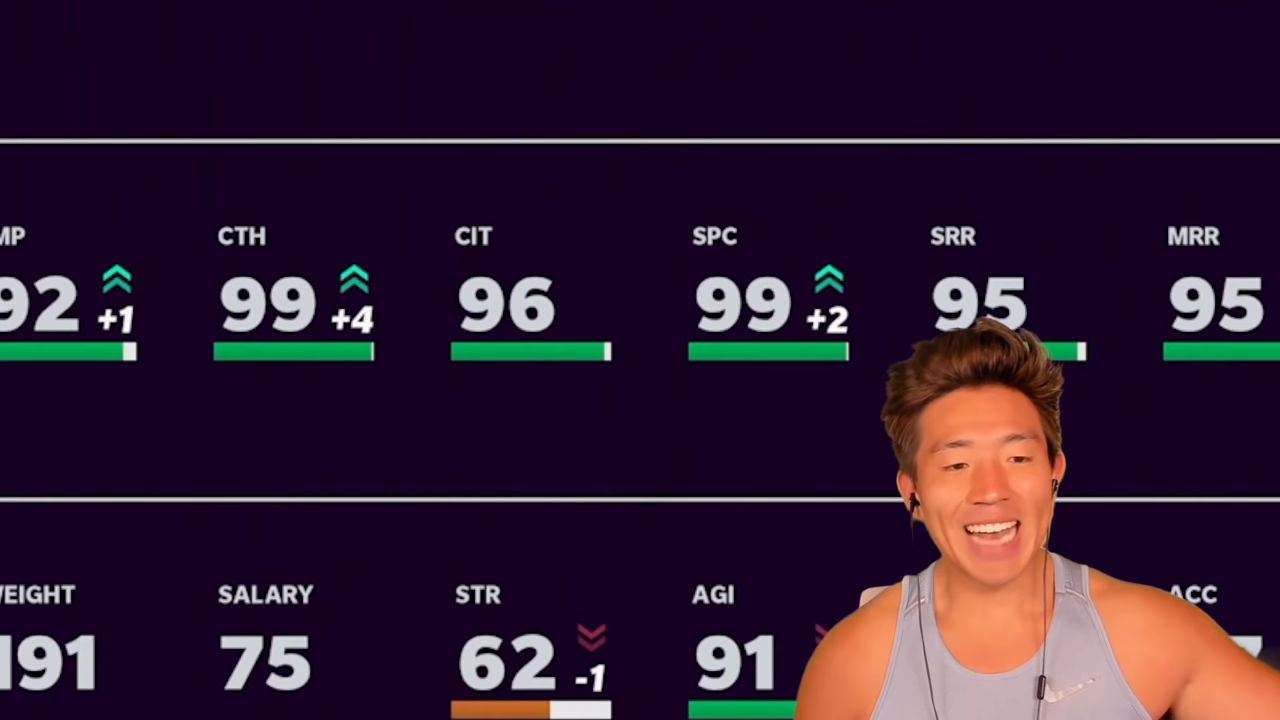 MP CTH CIT SPC SRR MRR
92 +1 99 +4 96 99 +2 95 95
WEIGHT SALARY STR AGI ACC
191 75 62 -1 91